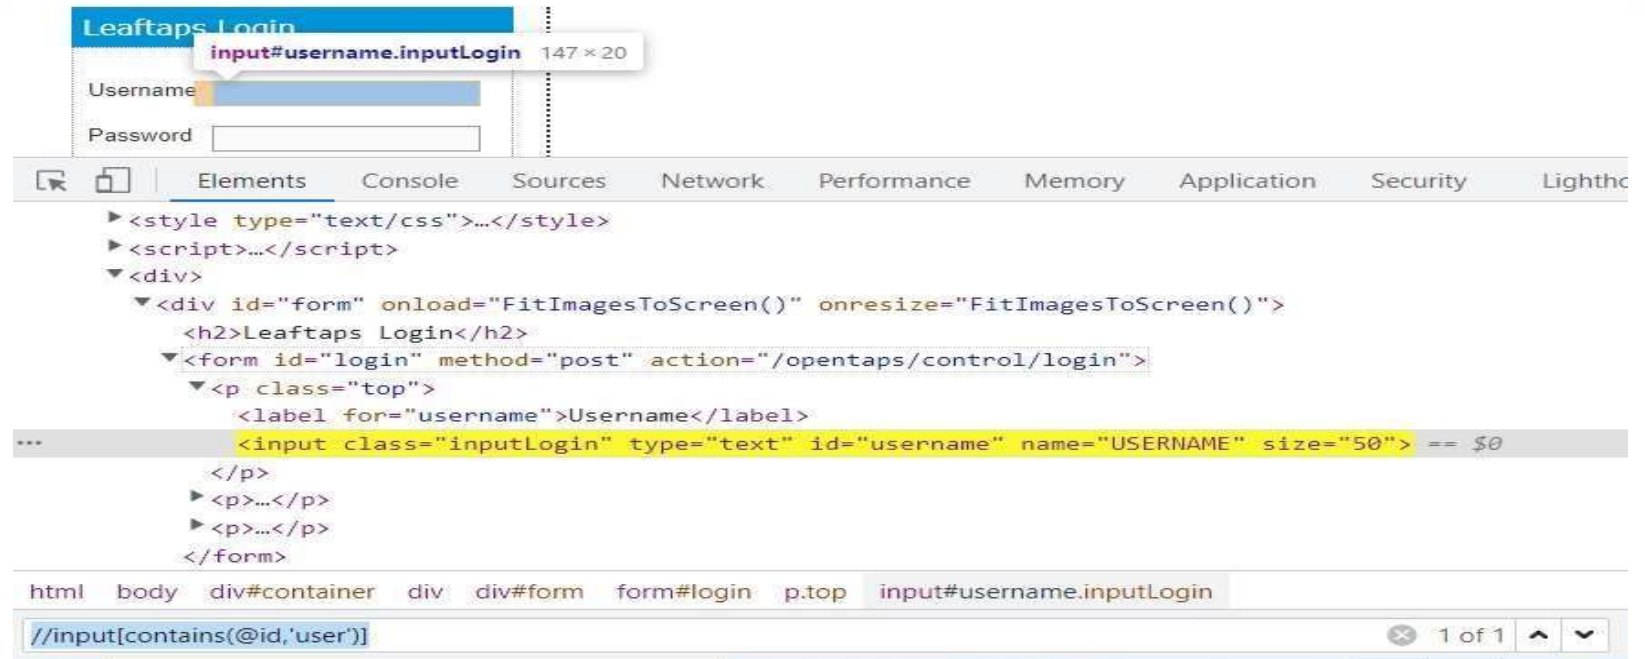 Leaftaps Login
input#username.inputLogin 147 × 20
Username
Password
Elements Console Sources Network Performance Memory Application Security
▶<style type="text/css">…</style>
▶<script>…</script>
▼<div>
▼<div id="form" onload="FitImagesToScreen()" onresize="FitImagesToScreen()">
<h2>Leaftaps Login</h2>
▼<form id="login" method="post" action="/opentaps/control/login">
▼<p class="top">
<label for="username">Username</label>
… <input class="inputLogin" type="text" id="username" name="USERNAME" size="50"> == $0
</p>
▶<p>…</p>
▶<p>…</p>
</form>
html body div#container div div#form form#login p.top input#username.inputLogin
//input[contains(@id,'user')] 1 of 1